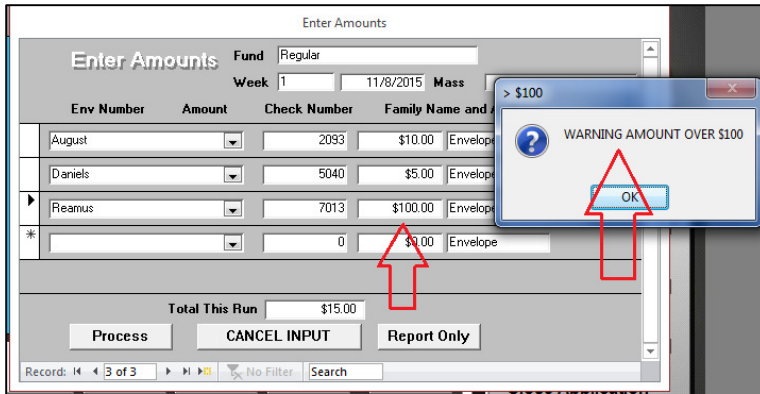 Enter Amounts
Enter Amounts Fund Regular
Week 1 11/8/2015 Mass
Env Number Amount Check Number Family Name and
August 2093 $10.00 Envelope
Daniels 5040 $5.00 Envelope
Reamus 7013 $100.00 Envelope
0 $0.00 Envelope
Total This Run $15.00
Process CANCEL INPUT Report Only
Record: 3 of 3 No Filter Search
> $100
WARNING AMOUNT OVER $100
OK